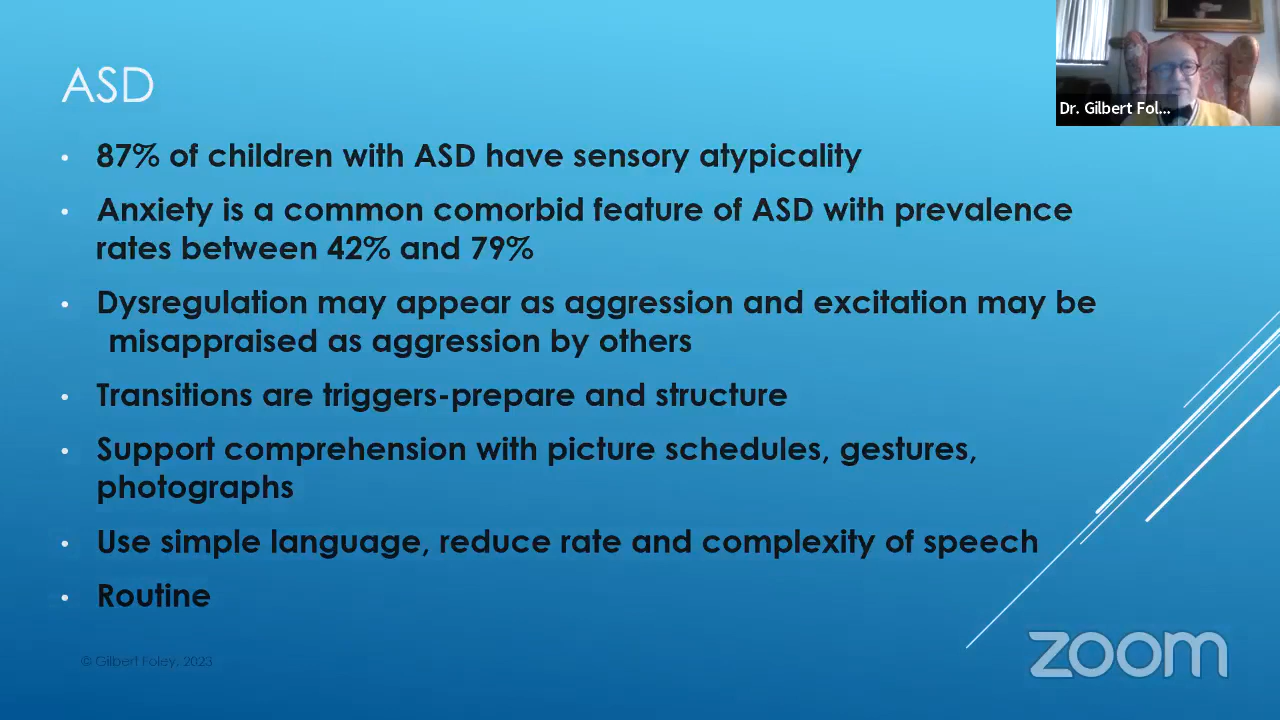 ASD
Dr. Gilbert Fol...
• 87% of children with ASD have sensory atypicality
• Anxiety is a common comorbid feature of ASD with prevalence
rates between 42% and 79%
• Dysregulation may appear as aggression and excitation may be
misappraised as aggression by others
• Transitions are triggers-prepare and structure
• Support comprehension with picture schedules, gestures,
photographs
• Use simple language, reduce rate and complexity of speech
• Routine
© Gilbert Foley, 2023
zoom